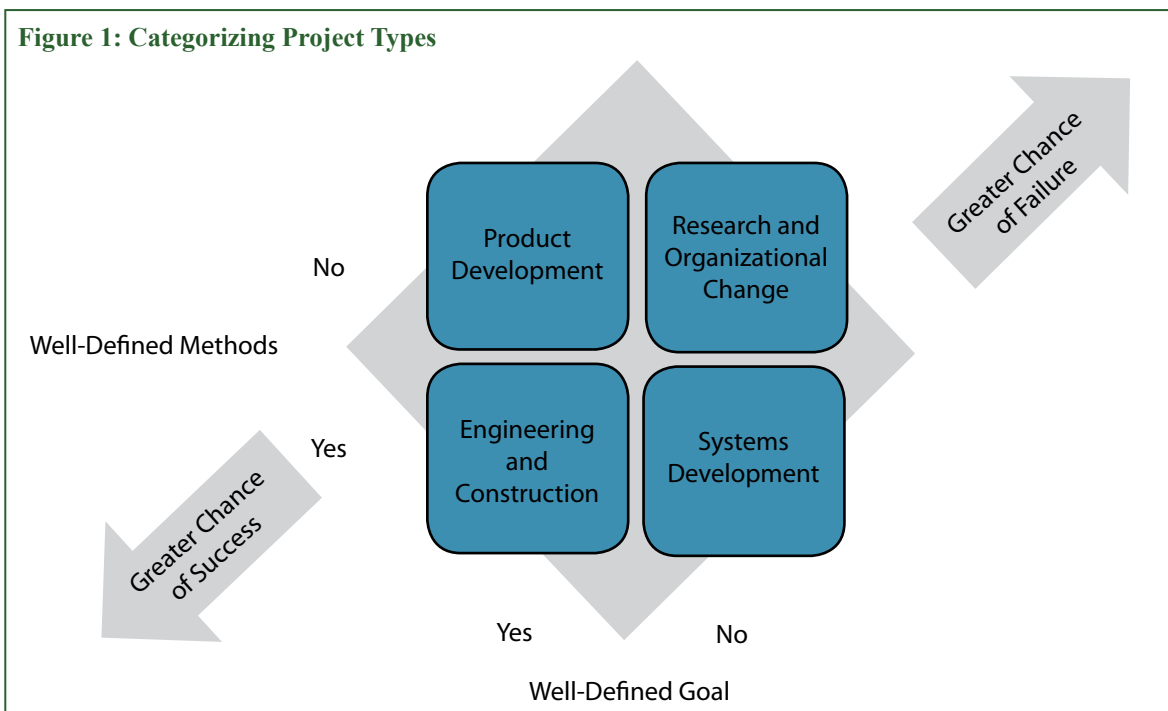 Figure 1: Categorizing Project Types
Greater Chance
of Failure
Product
Development
Research and
Organizational
Change
No
Well-Defined Methods
Yes
Engineering
and
Construction
Systems
Development
Greater Chance
of Success
Yes
No
Well-Defined Goal